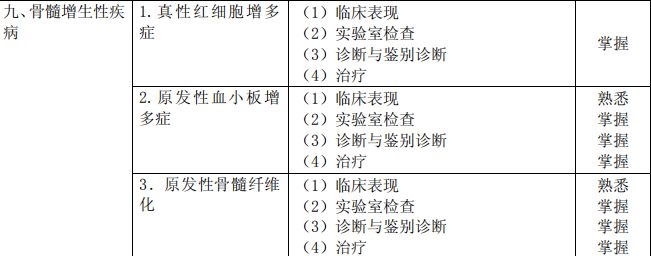 九、骨髓增生性疾
病
1.真性红细胞增多
症
（1）临床表现
（2）实验室检查
（3）诊断与鉴别诊断
（4）治疗
掌握
2.原发性血小板增
多症
（1）临床表现
（2）实验室检查
（3）诊断与鉴别诊断
（4）治疗
熟悉
掌握
掌握
掌握
3．原发性骨髓纤维
化
（1）临床表现
（2）实验室检查
（3）诊断与鉴别诊断
（4）治疗
熟悉
掌握
掌握
掌握